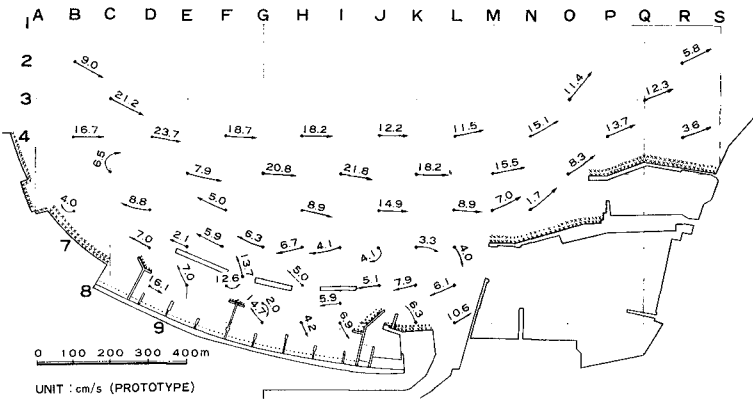 A B C D E F G H I J K L M N O P Q R S
1
2
9.0
5.8
3
21.2
11.4
12.3
4
16.7 23.7 18.7 18.2 12.2 11.5 15.1 13.7 3.6
6.5
7.9 20.8 21.8 18.2 15.5 8.3
4.0 8.8 5.0 8.9 14.9 8.9 7.0 1.7
7
7.0 2.1 5.9 6.3 6.7 4.1 4.1 3.3 4.0
8
16.1 7.0 12.6 13.7 5.0 5.1 7.9 6.1
9
14.7 2.0 4.2 5.9 6.9 6.3 10.6
0 100 200 300 400m
UNIT : cm/s (PROTOTYPE)